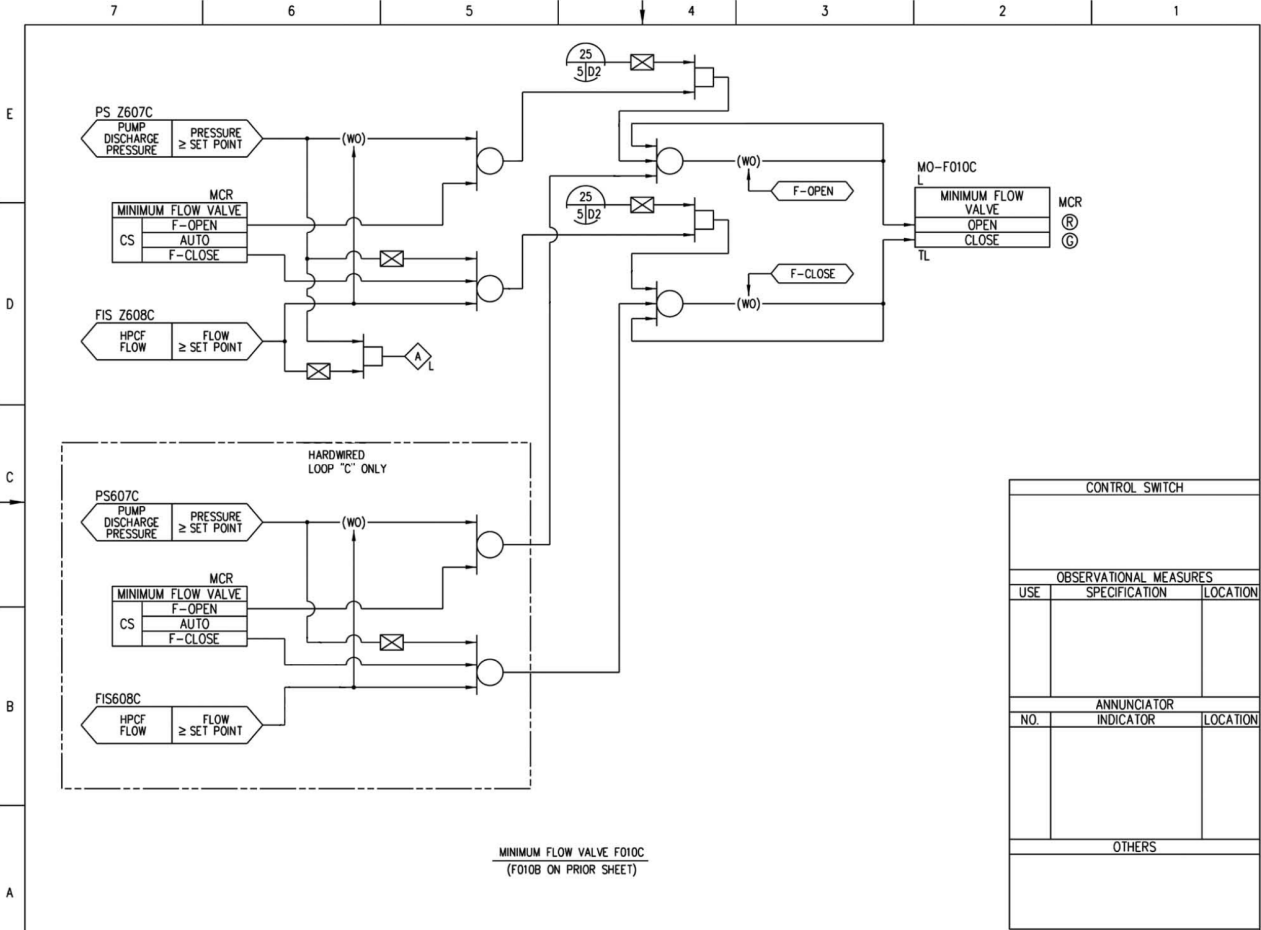 7 6 5 4 3 2 1
E
D
C
B
A
25
5 D2
PS Z607C
PUMP
DISCHARGE
PRESSURE
PRESSURE
≥ SET POINT
(WO)
MCR
MINIMUM FLOW VALVE
CS
F-OPEN
AUTO
F-CLOSE
FIS Z608C
HPCF
FLOW
FLOW
≥ SET POINT
A
L
25
5 D2
(WO)
F-OPEN
F-CLOSE
(WO)
MO-F010C
L
MINIMUM FLOW
VALVE
OPEN
CLOSE
TL
MCR
R
G
HARDWIRED
LOOP "C" ONLY
PS607C
PUMP
DISCHARGE
PRESSURE
PRESSURE
≥ SET POINT
(WO)
MCR
MINIMUM FLOW VALVE
CS
F-OPEN
AUTO
F-CLOSE
FIS608C
HPCF
FLOW
FLOW
≥ SET POINT
CONTROL SWITCH
OBSERVATIONAL MEASURES
USE SPECIFICATION LOCATION
ANNUNCIATOR
NO. INDICATOR LOCATION
OTHERS
MINIMUM FLOW VALVE F010C
(F010B ON PRIOR SHEET)